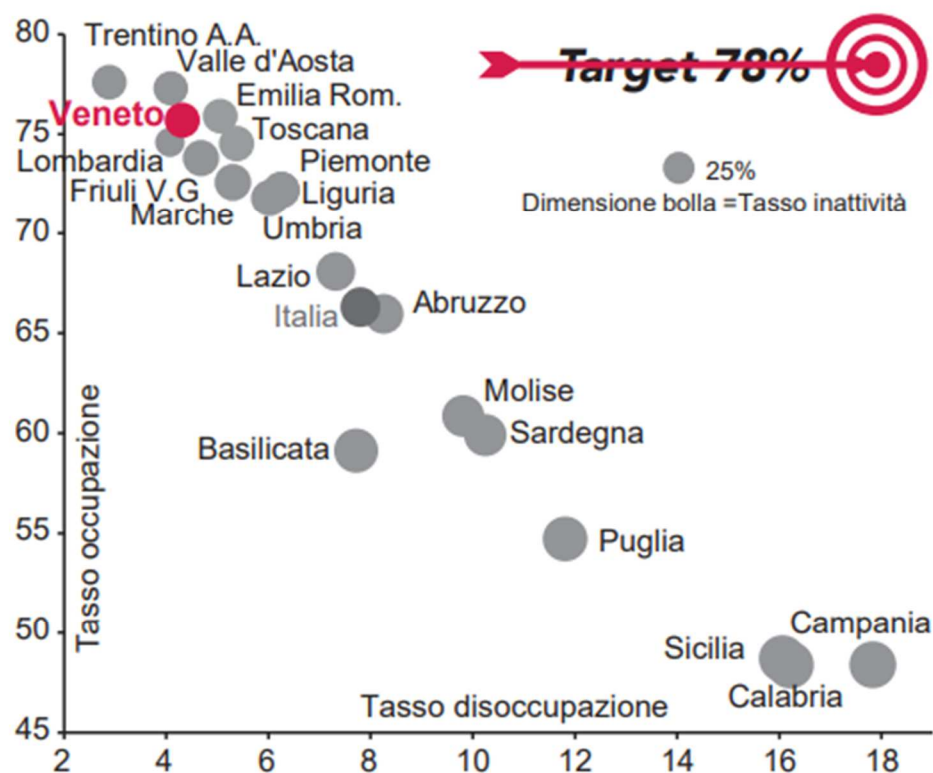 80
Trentino A.A.
Target 78%
Valle d'Aosta
Emilia Rom.
Veneto
75
Toscana
Lombardia
Piemonte
25%
Friuli V.G
Liguria
Dimensione bolla =Tasso inattività
Marche
70
Umbria
Lazio
Italia
Abruzzo
65
Molise
60
Sardegna
Basilicata
Tasso occupazione
55
Puglia
50
Campania
Sicilia
Calabria
Tasso disoccupazione
45
2 4 6 8 10 12 14 16 18